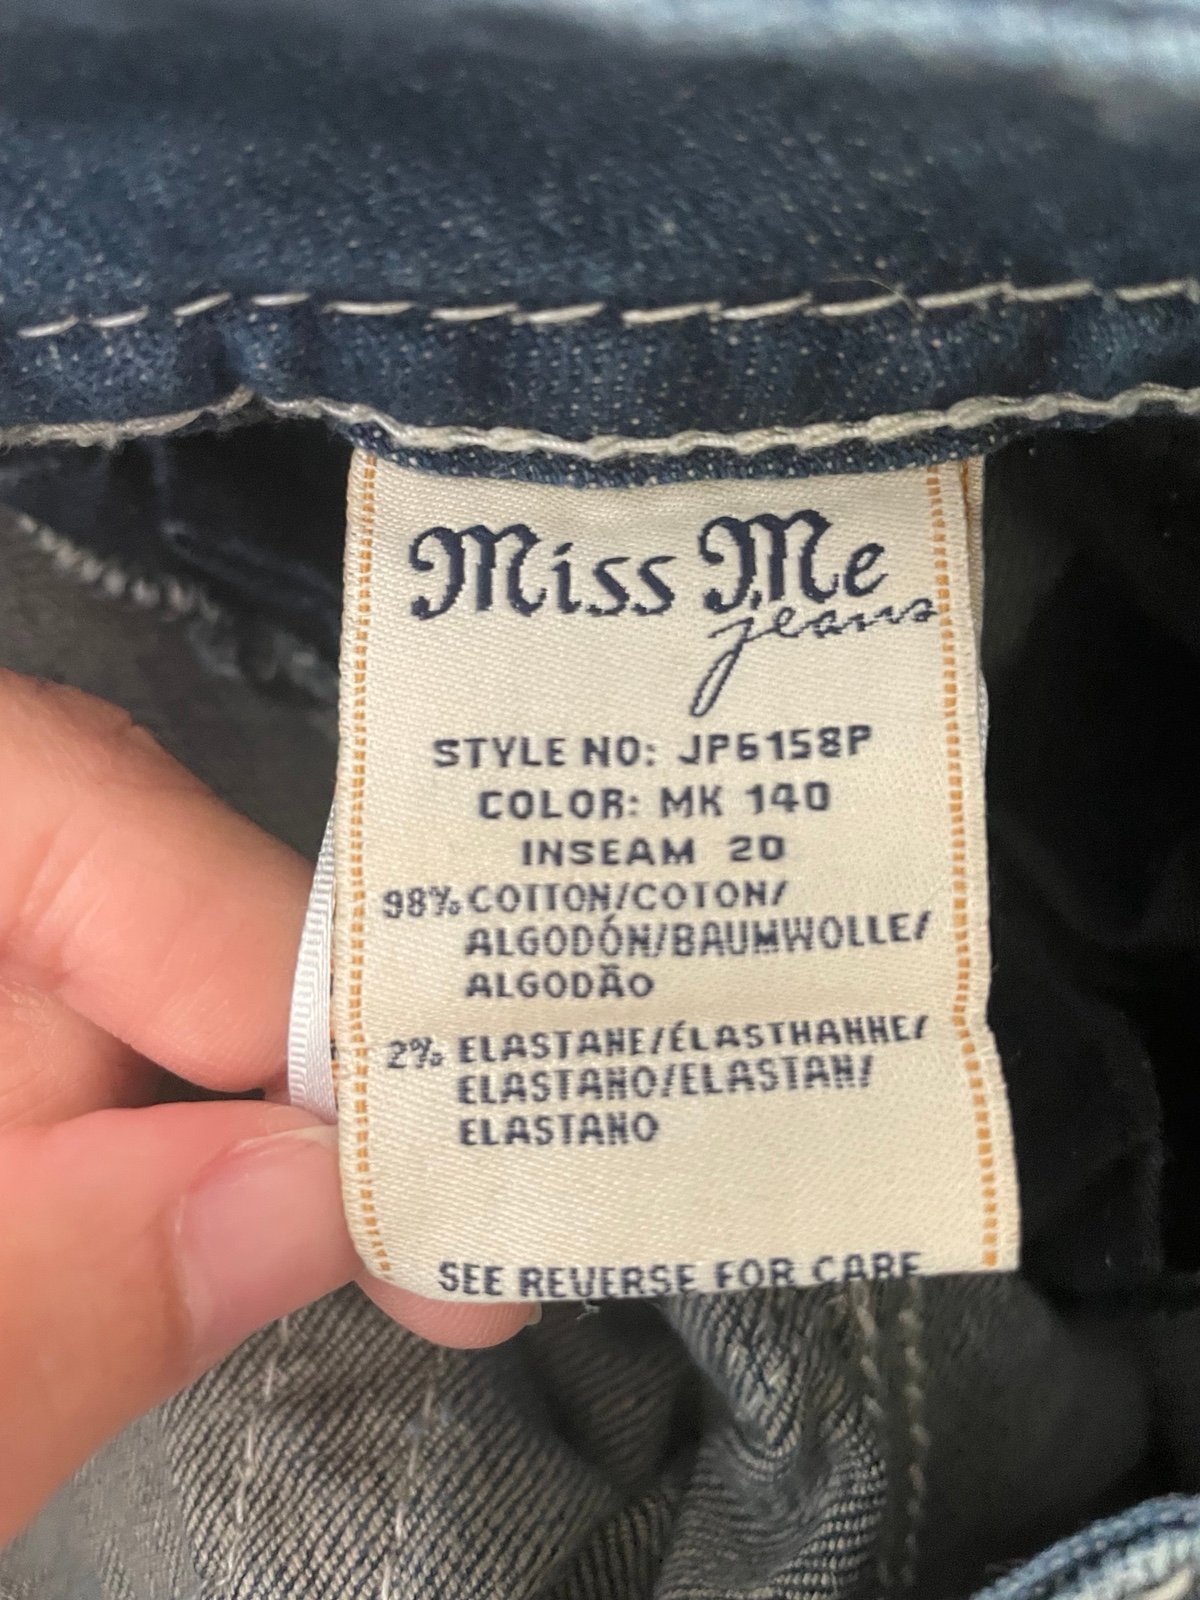 Miss Me
jeans
STYLE NO: JP6158P
COLOR: MK 140
INSEAM 20
98% COTTON/COTON/
ALGODÓN/BAUMWOLLE/
ALGODÃO
2% ELASTANE/ÉLASTHANNE/
ELASTANO/ELASTAN/
ELASTANO
SEE REVERSE FOR CARE